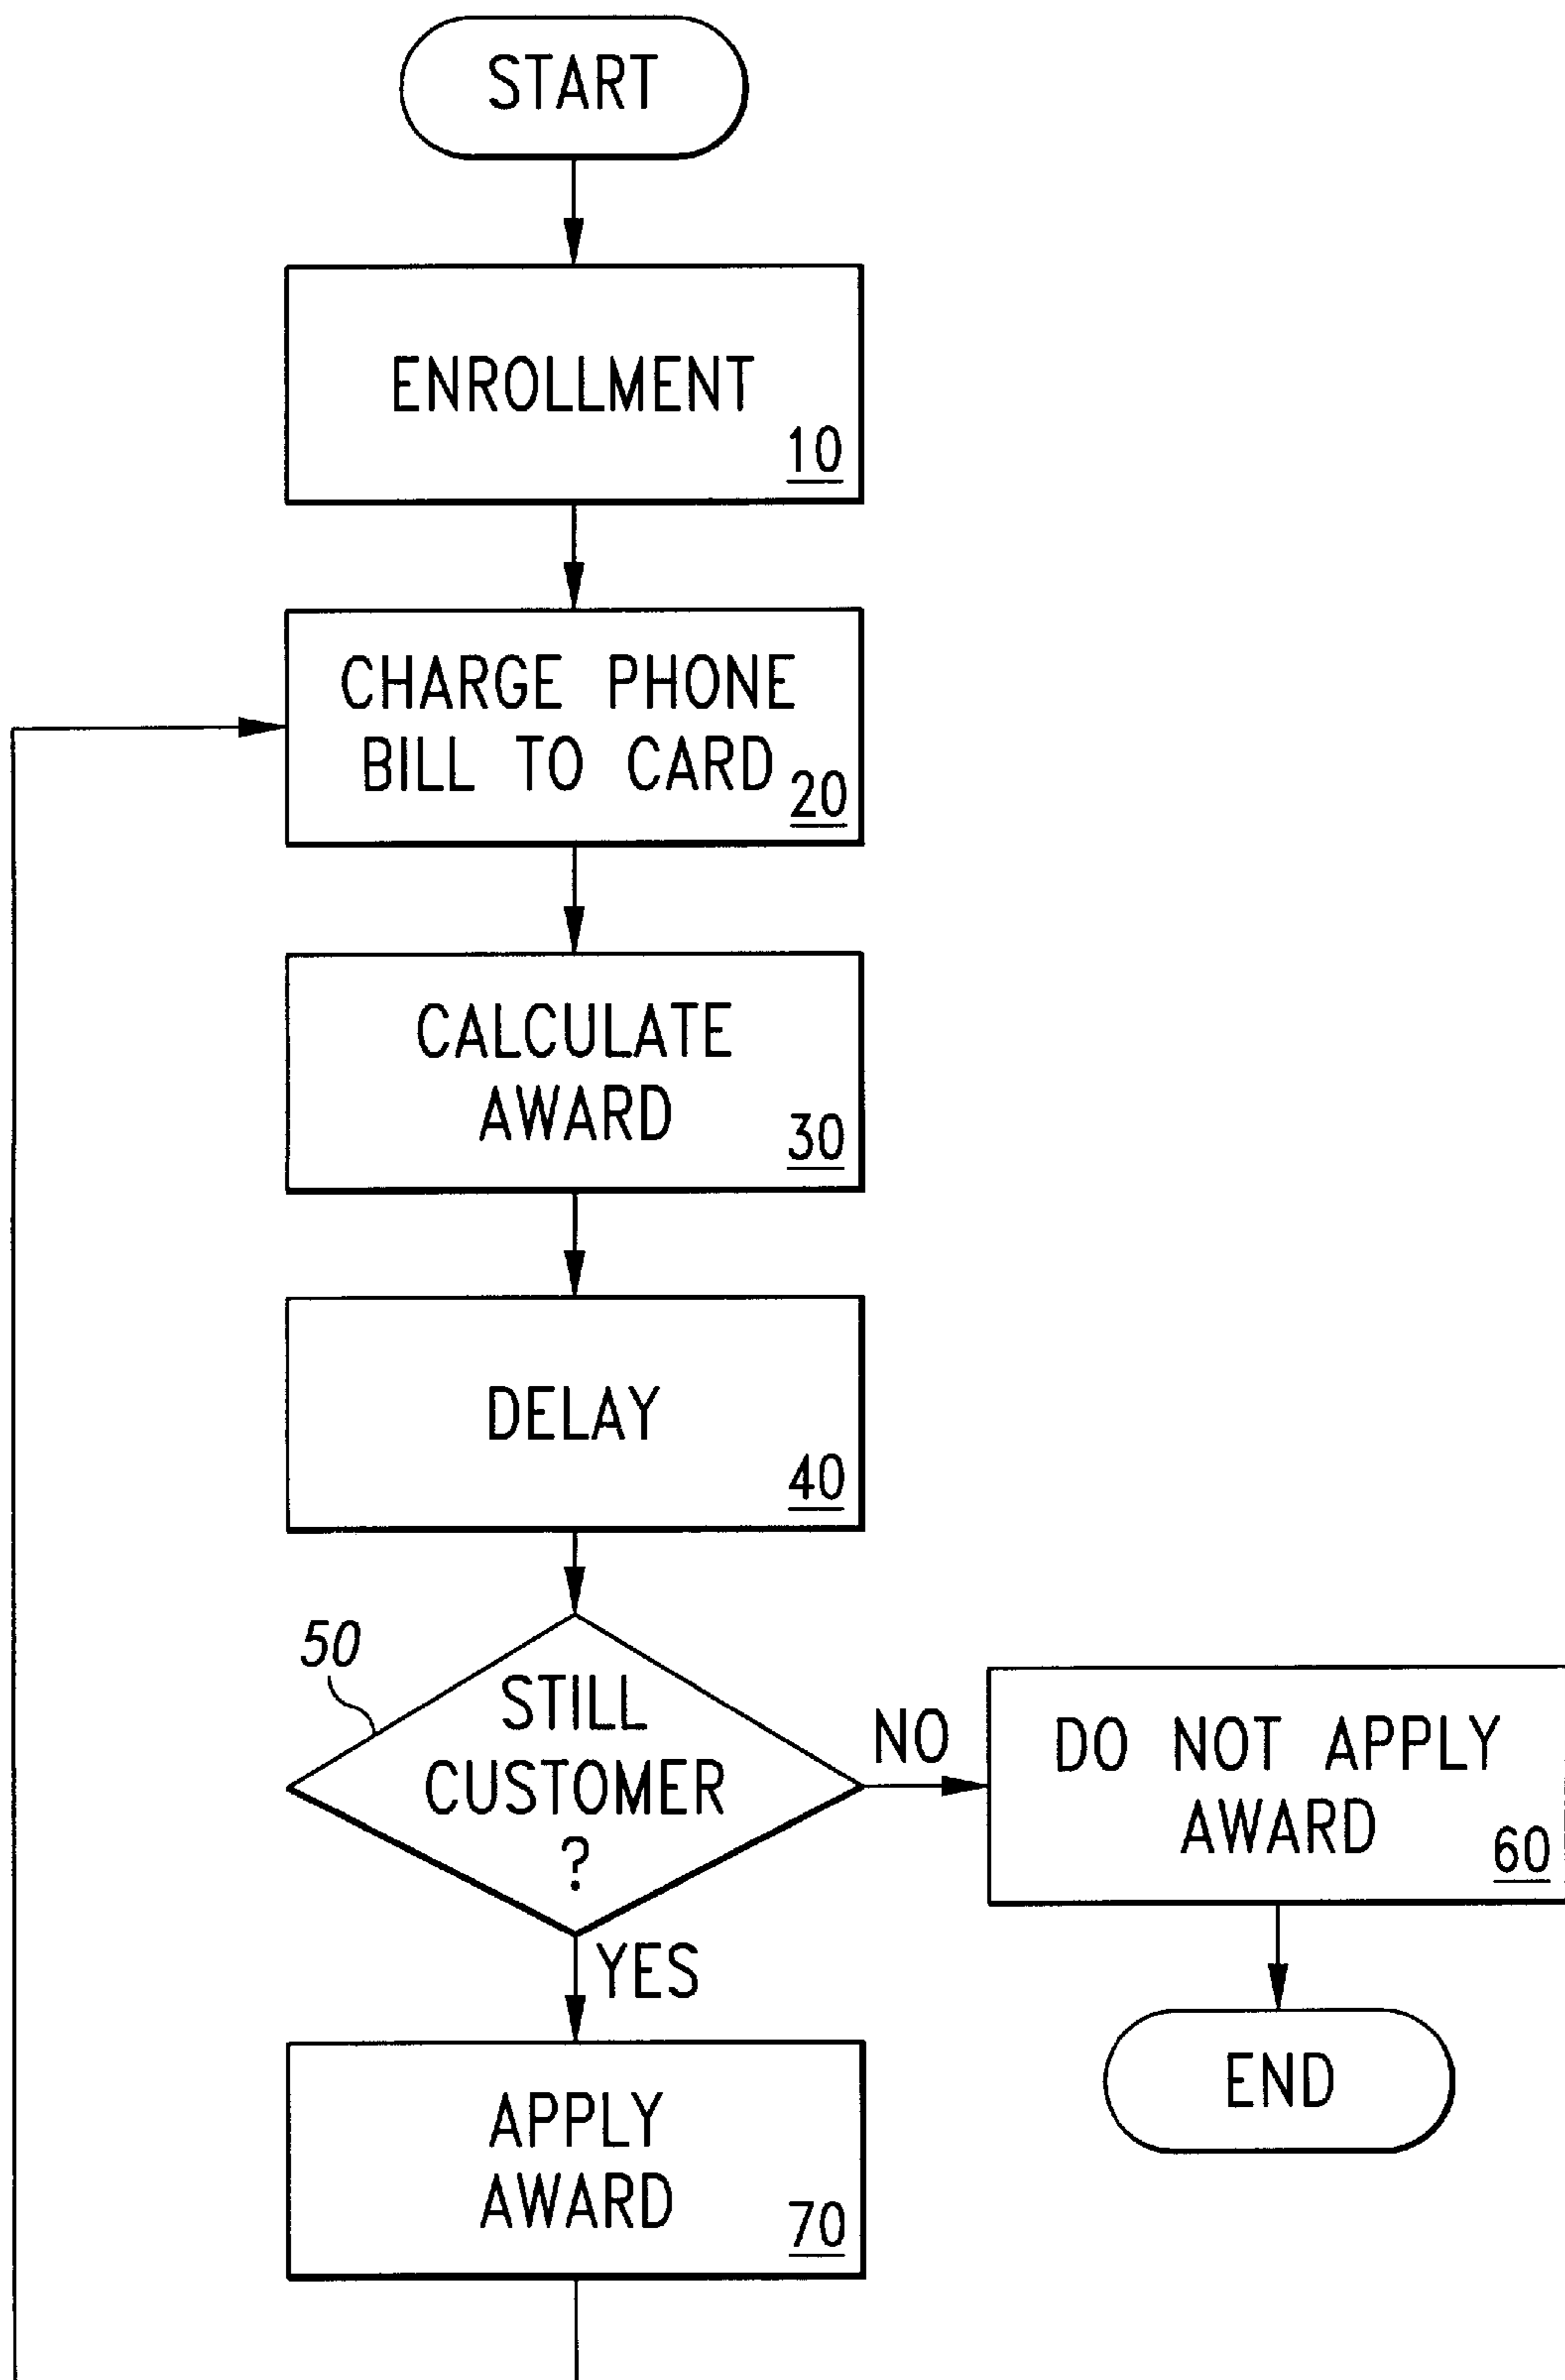 START
ENROLLMENT
10
CHARGE PHONE
BILL TO CARD
20
CALCULATE
AWARD
30
DELAY
40
50
STILL
CUSTOMER
?
NO
DO NOT APPLY
AWARD
60
YES
END
APPLY
AWARD
70